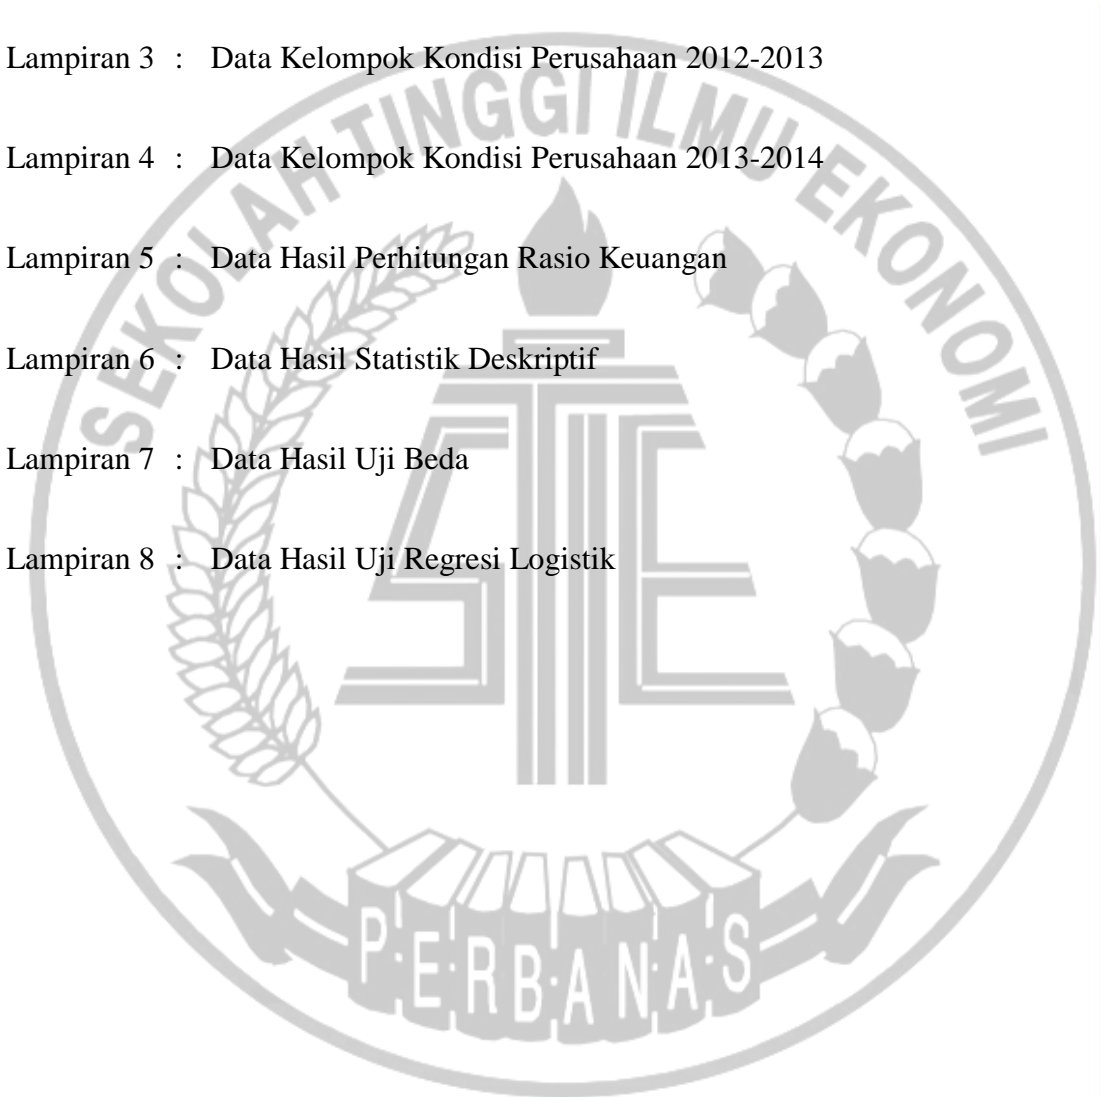 Lampiran 3 : Data Kelompok Kondisi Perusahaan 2012-2013
Lampiran 4 : Data Kelompok Kondisi Perusahaan 2013-2014
Lampiran 5 : Data Hasil Perhitungan Rasio Keuangan
Lampiran 6 : Data Hasil Statistik Deskriptif
Lampiran 7 : Data Hasil Uji Beda
Lampiran 8 : Data Hasil Uji Regresi Logistik
SEKOLAH TINGGI ILMU EKONOMI
STIE
P·E·R·B·A·N·A·S